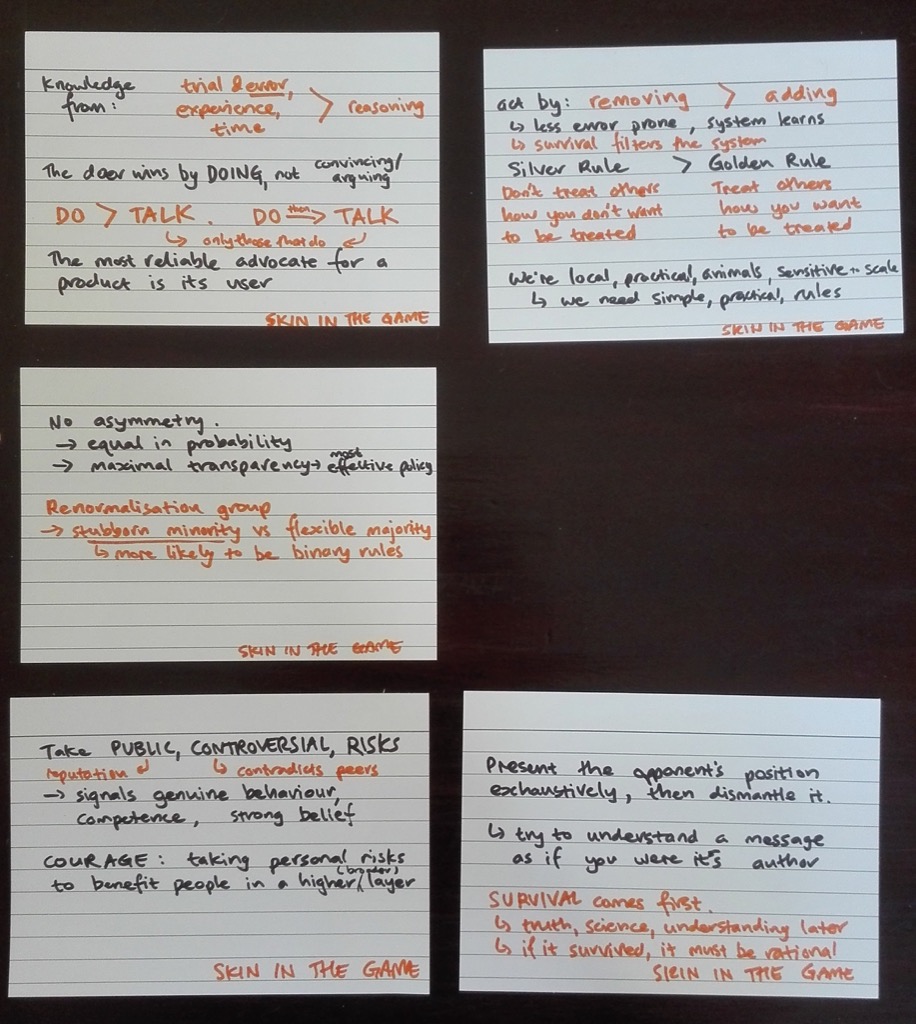 Knowledge from: trial & error, experience, time > reasoning
The doer wins by DOING, not convincing/arguing
DO > TALK. DO then⇒ TALK
↳ only those that do ↲
The most reliable advocate for a
product is its user
SKIN IN THE GAME
act by: removing > adding
↳ less error prone, system learns
↳ survival filters the system
Silver Rule > Golden Rule
Don't treat others
how you don't want
to be treated
Treat others
how you want
to be treated
We're local, practical, animals, sensitive to scale
↳ we need simple, practical, rules
SKIN IN THE GAME
No asymmetry.
→ equal in probability
→ maximal transparency → most effective policy
Renormalisation group
→ stubborn minority vs flexible majority
↳ more likely to be binary rules
SKIN IN THE GAME
Take PUBLIC, CONTROVERSIAL, RISKS
reputation ↲ ↳ contradicts peers
→ signals genuine behaviour,
competence, strong belief
COURAGE: taking personal risks
to benefit people in a higher/(broader) layer
SKIN IN THE GAME
Present the opponent's position
exhaustively, then dismantle it.
↳ try to understand a message
as if you were it's author
SURVIVAL comes first.
↳ truth, science, understanding later
↳ if it survived, it must be rational
SKIN IN THE GAME